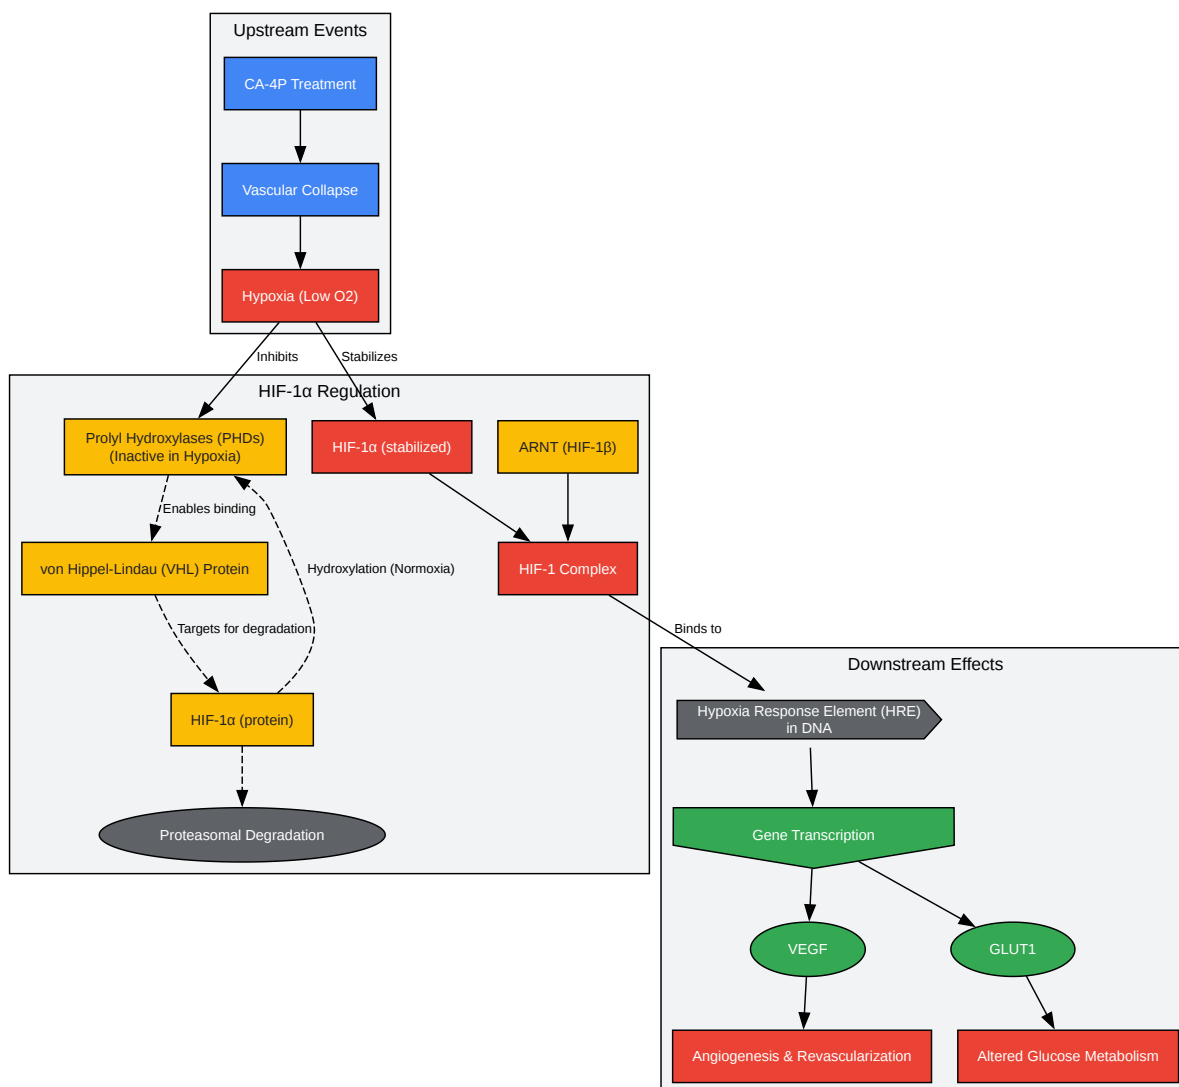 Upstream Events
CA-4P Treatment
Vascular Collapse
Hypoxia (Low O2)
Inhibits
Stabilizes
HIF-1α Regulation
Prolyl Hydroxylases (PHDs)
(Inactive in Hypoxia)
HIF-1α (stabilized)
ARNT (HIF-1β)
Enables binding
von Hippel-Lindau (VHL) Protein
Hydroxylation (Normoxia)
HIF-1 Complex
Targets for degradation
Binds to
HIF-1α (protein)
Proteasomal Degradation
Downstream Effects
Hypoxia Response Element (HRE)
in DNA
Gene Transcription
VEGF
GLUT1
Angiogenesis & Revascularization
Altered Glucose Metabolism